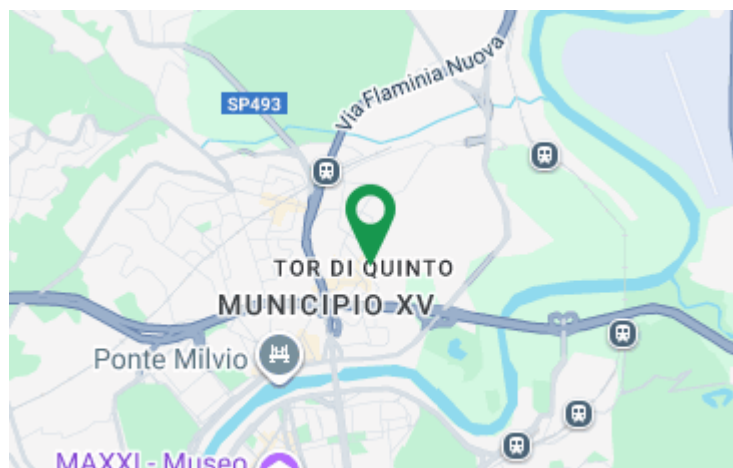 SP493
Via Flaminia Nuova
TOR DI QUINTO
MUNICIPIO XV
Ponte Milvio
MAXXI - Museo